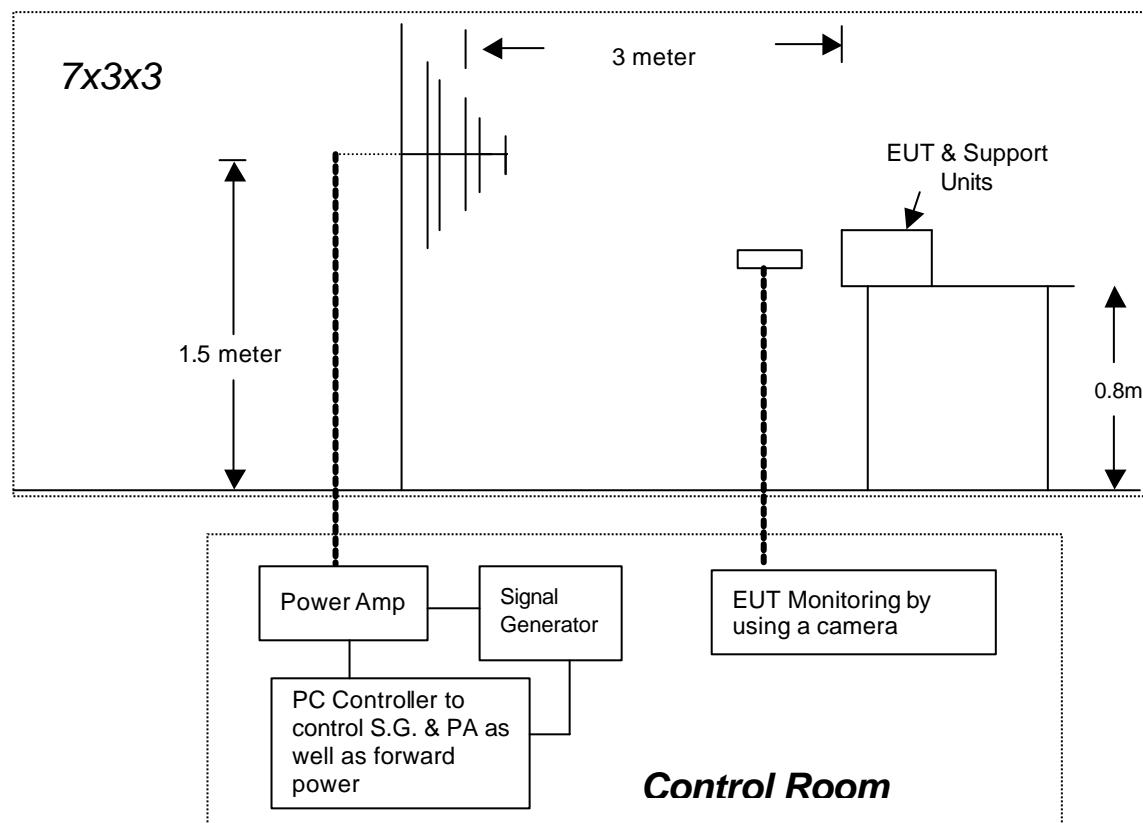 7x3x3
3 meter
EUT & Support
Units
1.5 meter
0.8m
Power Amp
Signal
Generator
EUT Monitoring by
using a camera
PC Controller to
control S.G. & PA as
well as forward
power
Control Room